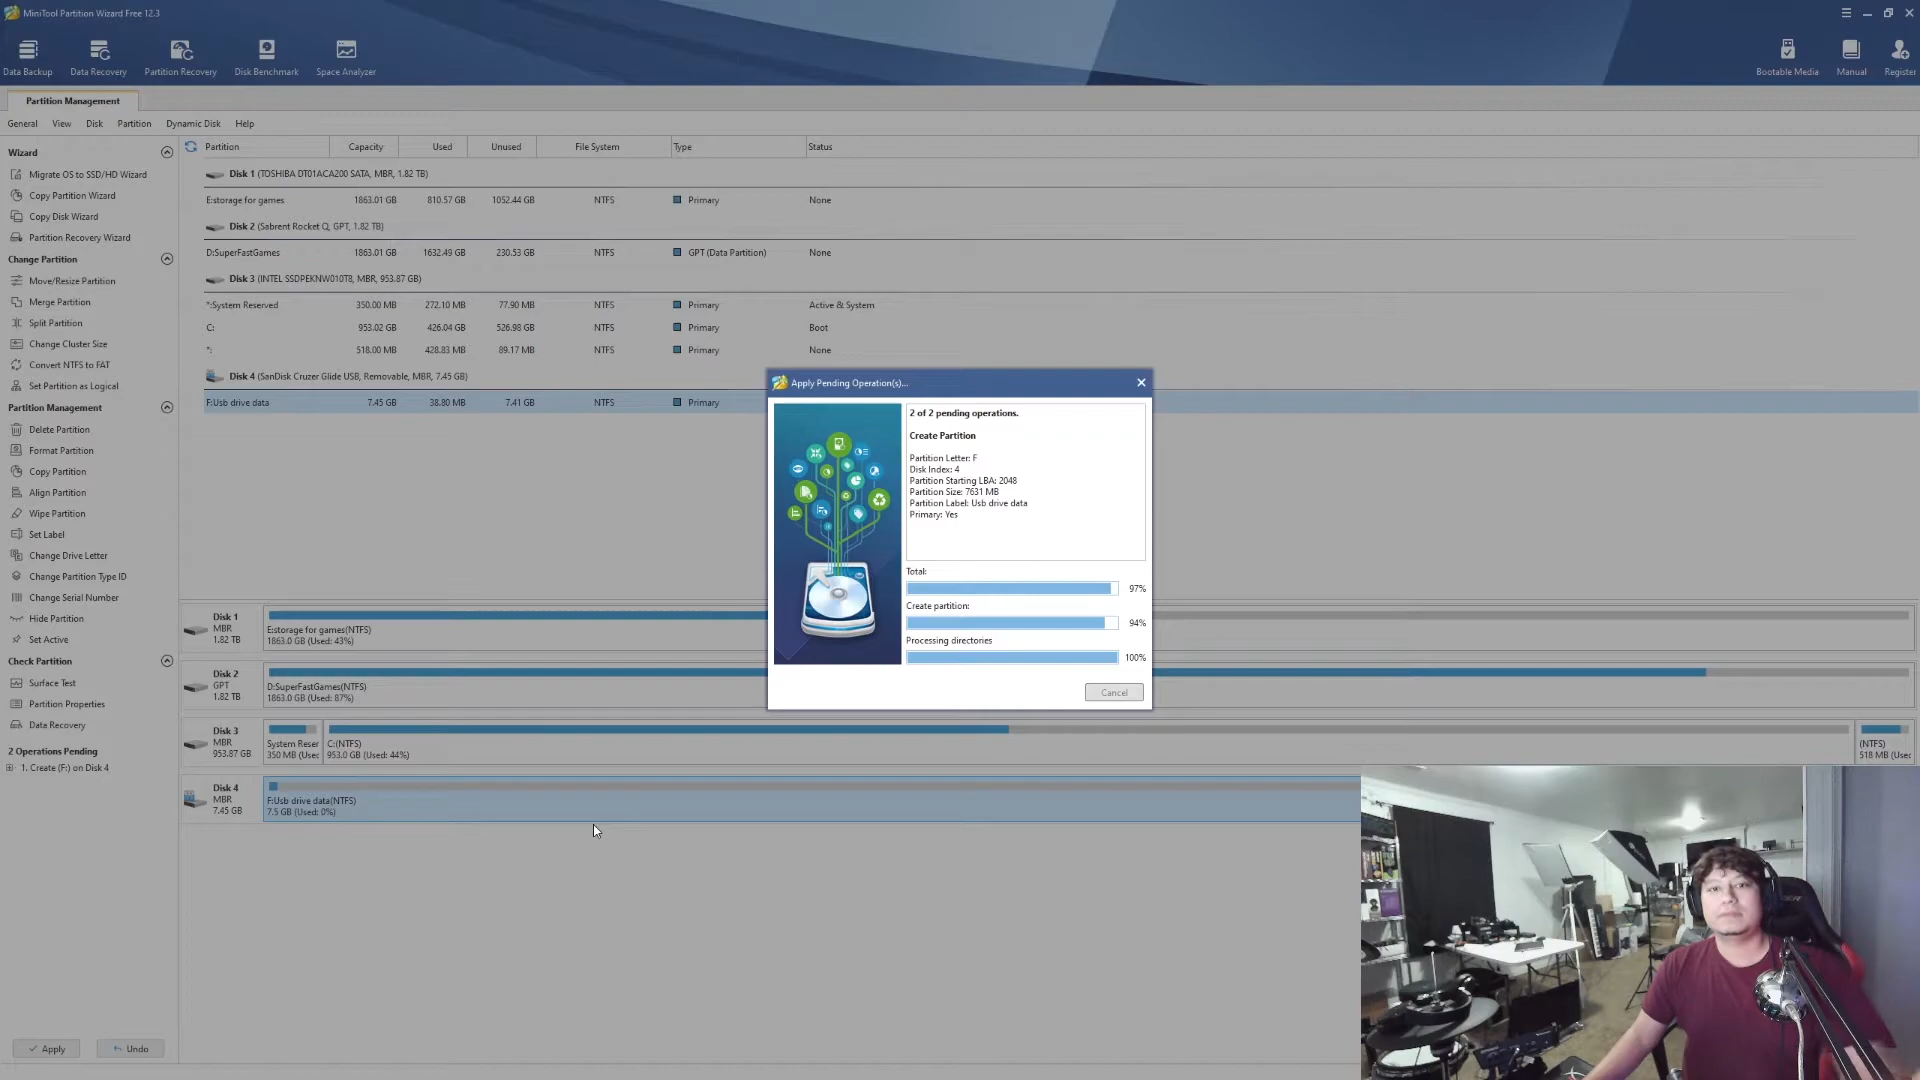 MiniTool Partition Wizard Free 12.3
Data Backup
Data Recovery
Partition Recovery
Disk Benchmark
Space Analyzer
Bootable Media
Manual
Register
Partition Management
General View Disk Partition Dynamic Disk Help
Wizard
Migrate OS to SSD/HD Wizard
Copy Partition Wizard
Copy Disk Wizard
Partition Recovery Wizard
Change Partition
Move/Resize Partition
Merge Partition
Split Partition
Change Cluster Size
Convert NTFS to FAT
Set Partition as Logical
Partition Management
Delete Partition
Format Partition
Copy Partition
Align Partition
Wipe Partition
Set Label
Change Drive Letter
Change Partition Type ID
Change Serial Number
Hide Partition
Set Active
Check Partition
Surface Test
Partition Properties
Data Recovery
2 Operations Pending
1. Create (F:) on Disk 4
Apply
Undo
Partition Capacity Used Unused File System Type Status
Disk 1 (TOSHIBA DT01ACA200 SATA, MBR, 1.82 TB)
E:storage for games 1863.01 GB 810.57 GB 1052.44 GB NTFS Primary None
Disk 2 (Sabrent Rocket Q, GPT, 1.82 TB)
D:SuperFastGames 1863.01 GB 1632.49 GB 230.53 GB NTFS GPT (Data Partition) None
Disk 3 (INTEL SSDPEKNW010T8, MBR, 953.87 GB)
*:System Reserved 350.00 MB 272.10 MB 77.90 MB NTFS Primary Active & System
C: 953.02 GB 426.04 GB 526.98 GB NTFS Primary Boot
*: 518.00 MB 428.83 MB 89.17 MB NTFS Primary None
Disk 4 (SanDisk Cruzer Glide USB, Removable, MBR, 7.45 GB)
F:Usb drive data 7.45 GB 38.80 MB 7.41 GB NTFS Primary
Apply Pending Operation(s)...
2 of 2 pending operations.
Create Partition
Partition Letter: F
Disk Index: 4
Partition Starting LBA: 2048
Partition Size: 7631 MB
Partition Label: Usb drive data
Primary: Yes
Total:
97%
Create partition:
94%
Processing directories
100%
Cancel
Disk 1
MBR
1.82 TB
E:storage for games(NTFS)
1863.0 GB (Used: 43%)
Disk 2
GPT
1.82 TB
D:SuperFastGames(NTFS)
1863.0 GB (Used: 87%)
Disk 3
MBR
953.87 GB
System Reser
350 MB (Usec
C:(NTFS)
953.0 GB (Used: 44%)
(NTFS)
518 MB (Usec
Disk 4
MBR
7.45 GB
F:Usb drive data(NTFS)
7.5 GB (Used: 0%)